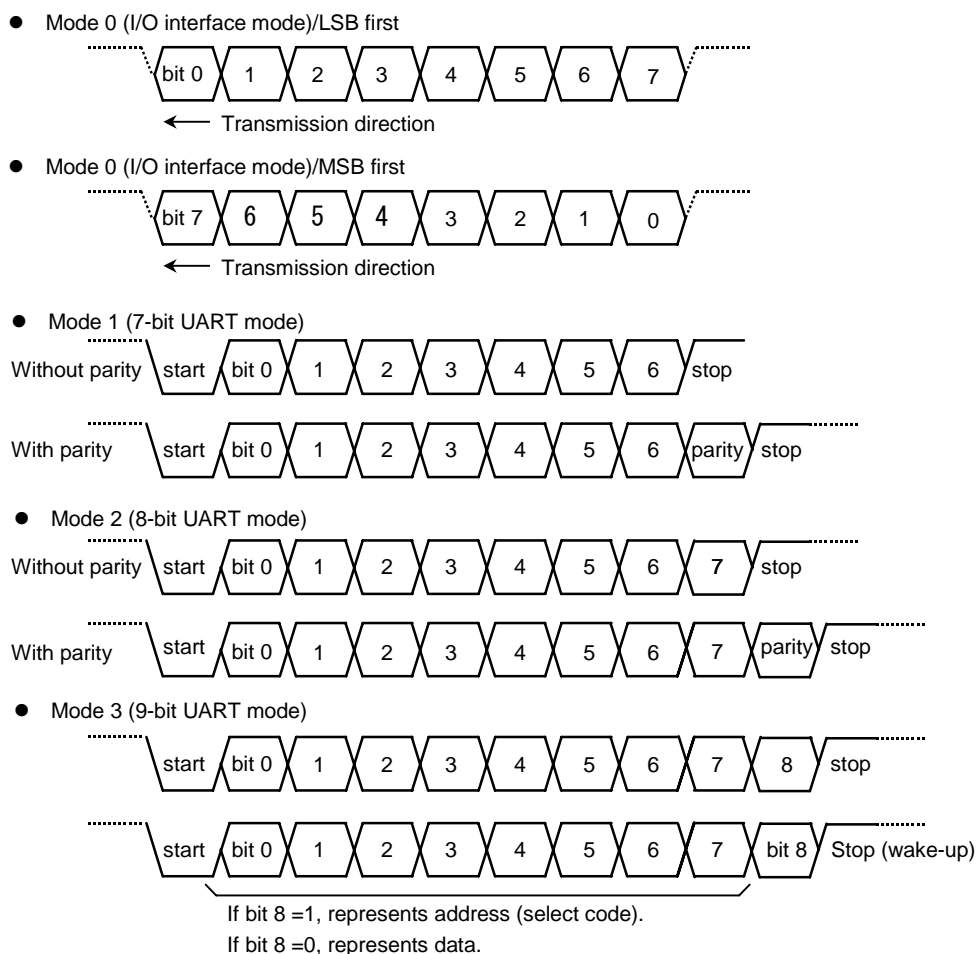 ● Mode 0 (I/O interface mode)/LSB first
bit 0 1 2 3 4 5 6 7
← Transmission direction
● Mode 0 (I/O interface mode)/MSB first
bit 7 6 5 4 3 2 1 0
← Transmission direction
● Mode 1 (7-bit UART mode)
Without parity start bit 0 1 2 3 4 5 6 stop
With parity start bit 0 1 2 3 4 5 6 parity stop
● Mode 2 (8-bit UART mode)
Without parity start bit 0 1 2 3 4 5 6 7 stop
With parity start bit 0 1 2 3 4 5 6 7 parity stop
● Mode 3 (9-bit UART mode)
start bit 0 1 2 3 4 5 6 7 8 stop
start bit 0 1 2 3 4 5 6 7 bit 8 Stop (wake-up)
If bit 8 =1, represents address (select code).
If bit 8 =0, represents data.